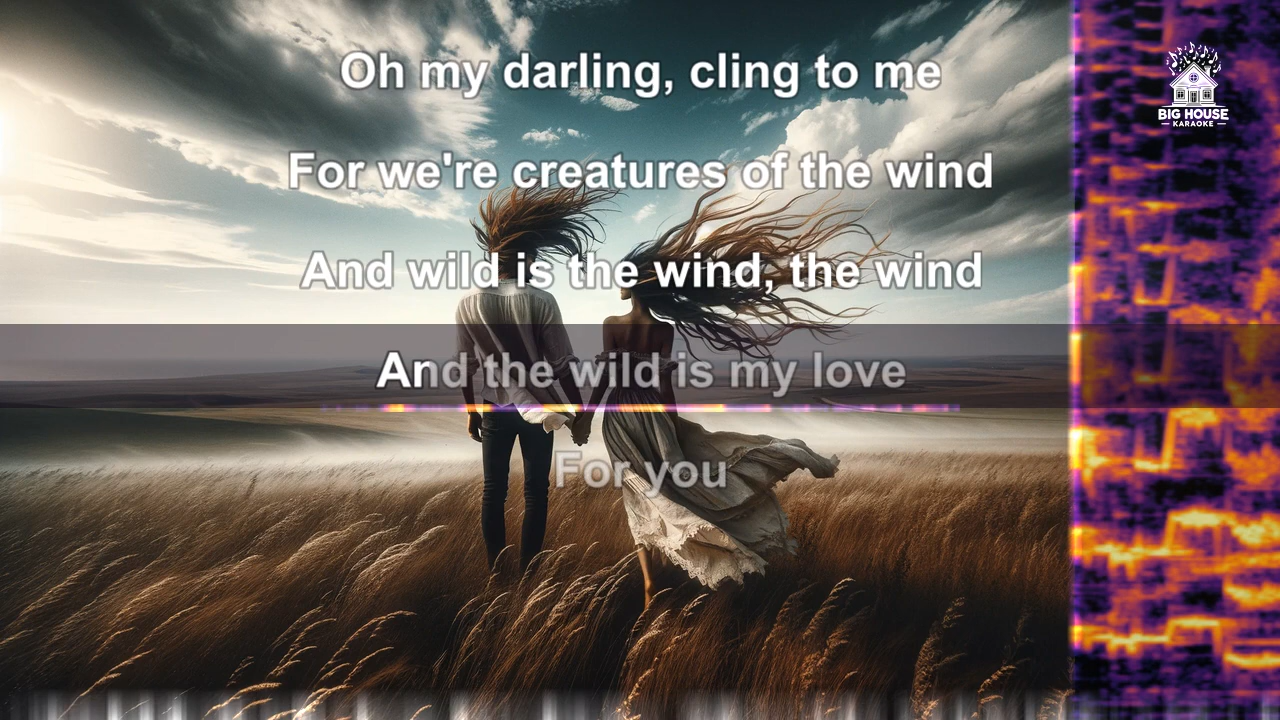 Oh my darling, cling to me
For we're creatures of the wind
And wild is the wind, the wind
And the wild is my love
For you
BIG HOUSE
KARAOKE